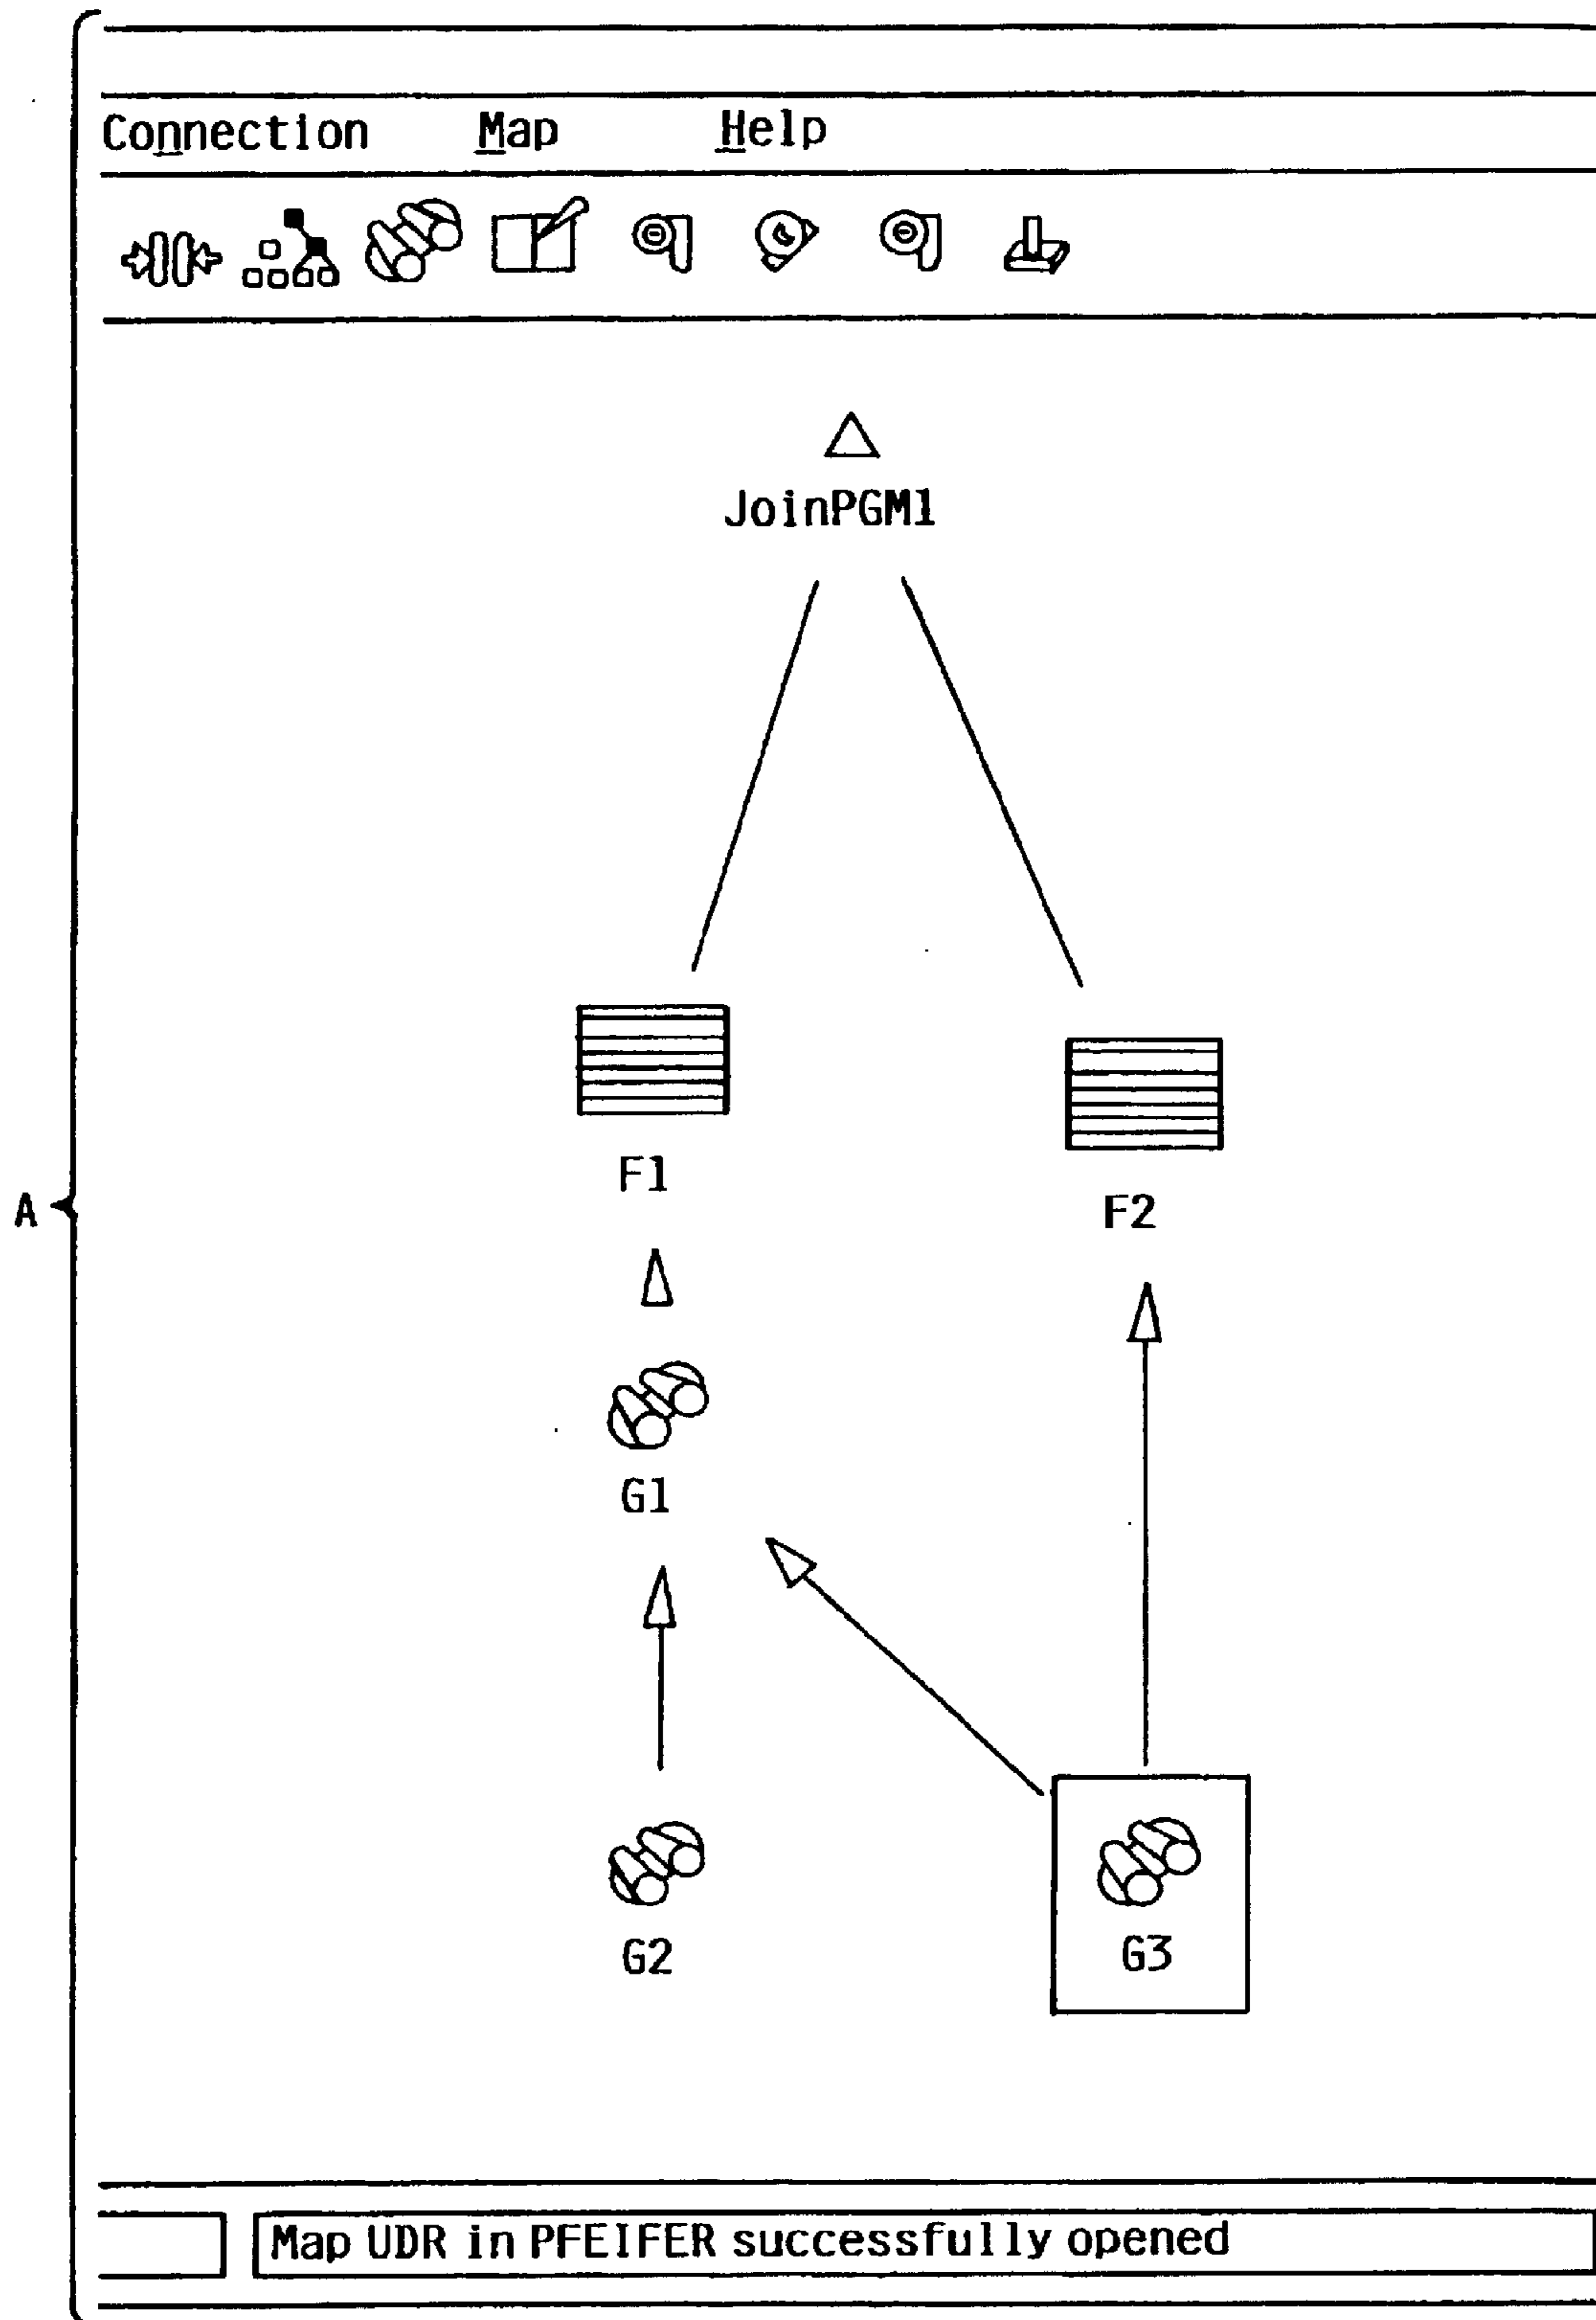 Connection Map Help
JoinPGM1
F1
F2
A
G1
G2
G3
Map UDR in PFEIFER successfully opened